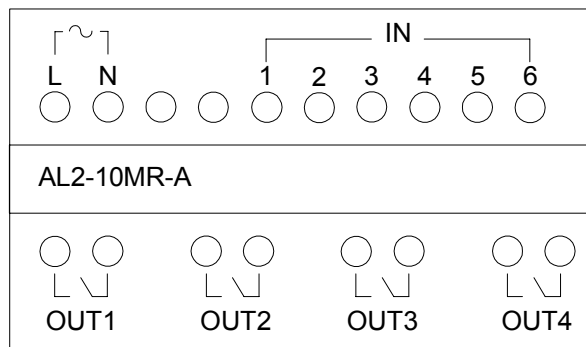 IN
L N 1 2 3 4 5 6
AL2-10MR-A
OUT1 OUT2 OUT3 OUT4